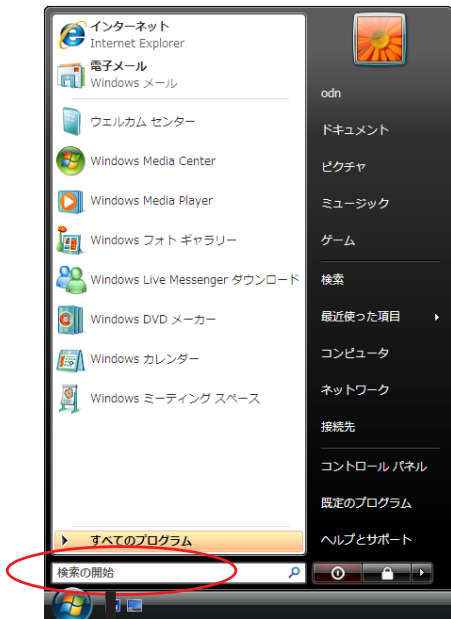 インターネット
Internet Explorer
電子メール
Windows メール
ウェルカム センター
Windows Media Center
Windows Media Player
Windows フォト ギャラリー
Windows Live Messenger ダウンロード
Windows DVD メーカー
Windows カレンダー
Windows ミーティング スペース
すべてのプログラム
検索の開始
odn
ドキュメント
ピクチャ
ミュージック
ゲーム
検索
最近使った項目
コンピュータ
ネットワーク
接続先
コントロール パネル
既定のプログラム
ヘルプとサポート